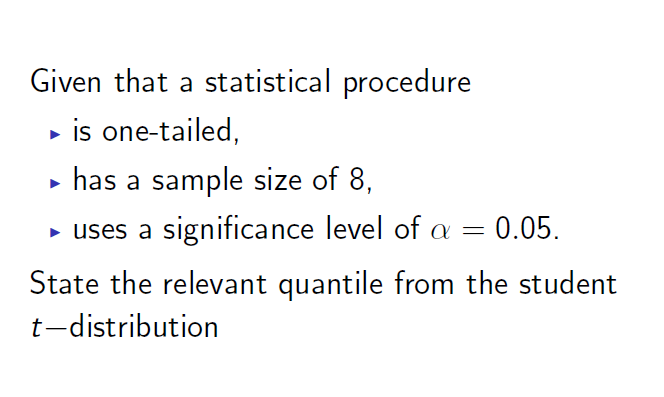 Given that a statistical procedure
▶ is one-tailed,
▶ has a sample size of 8,
▶ uses a significance level of α = 0.05.
State the relevant quantile from the student
t−distribution